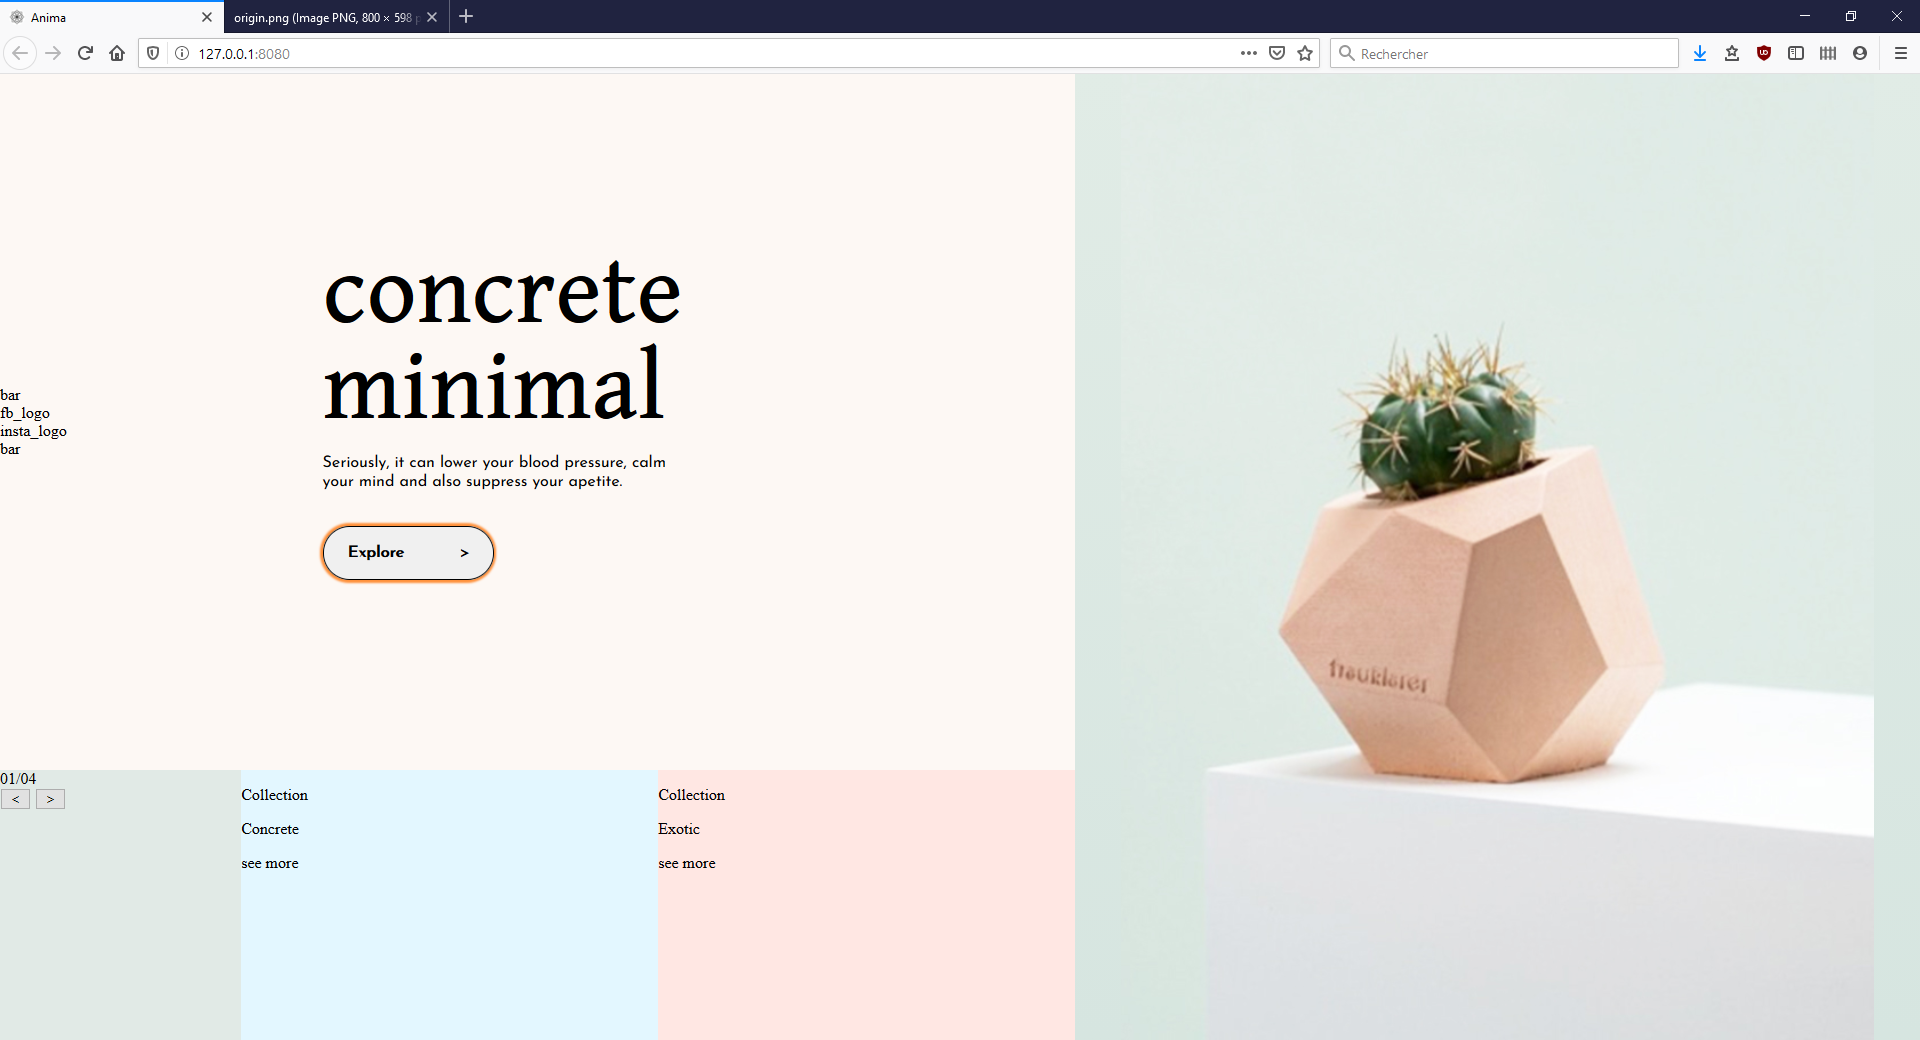 Anima
origin.png (Image PNG, 800 × 598 p
127.0.0.1:8080
Rechercher
concrete
minimal
bar
fb_logo
insta_logo
bar
Seriously, it can lower your blood pressure, calm
your mind and also suppress your apetite.
Explore >
frauklarer
01/04
< >
Collection
Concrete
see more
Collection
Exotic
see more